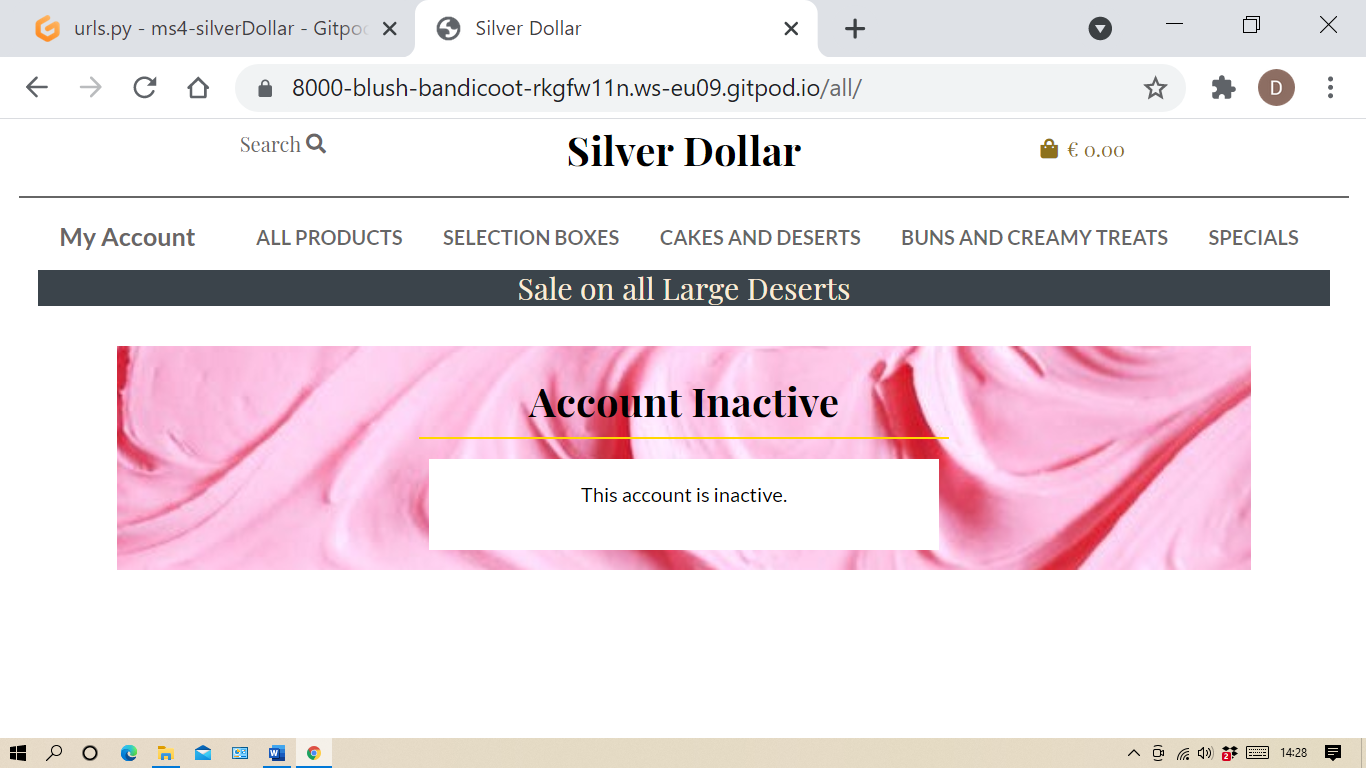 urls.py - ms4-silverDollar - Gitpod
Silver Dollar
8000-blush-bandicoot-rkgfw11n.ws-eu09.gitpod.io/all/
D
Search
Silver Dollar
€ 0.00
My Account
ALL PRODUCTS
SELECTION BOXES
CAKES AND DESERTS
BUNS AND CREAMY TREATS
SPECIALS
Sale on all Large Deserts
Account Inactive
This account is inactive.
W
2
14:28